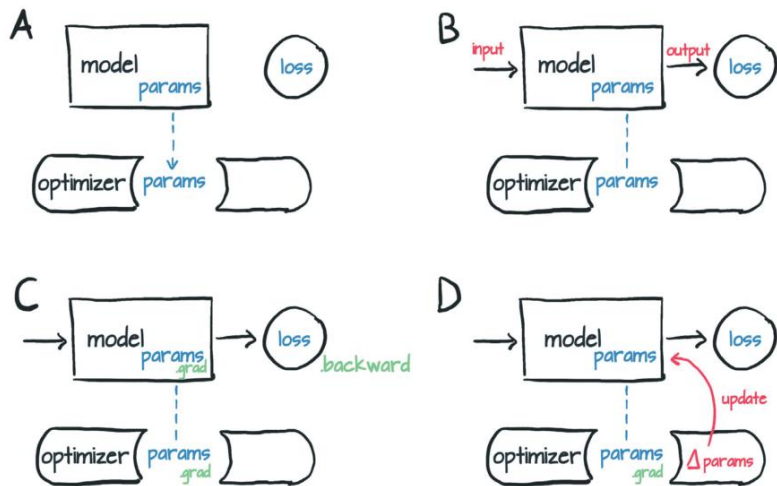 A
model
params
loss
optimizer
params
B
input
model
params
output
loss
optimizer
params
C
model
params
.grad
loss
.backward
optimizer
params
.grad
D
model
params
loss
update
optimizer
params
.grad
Δ params